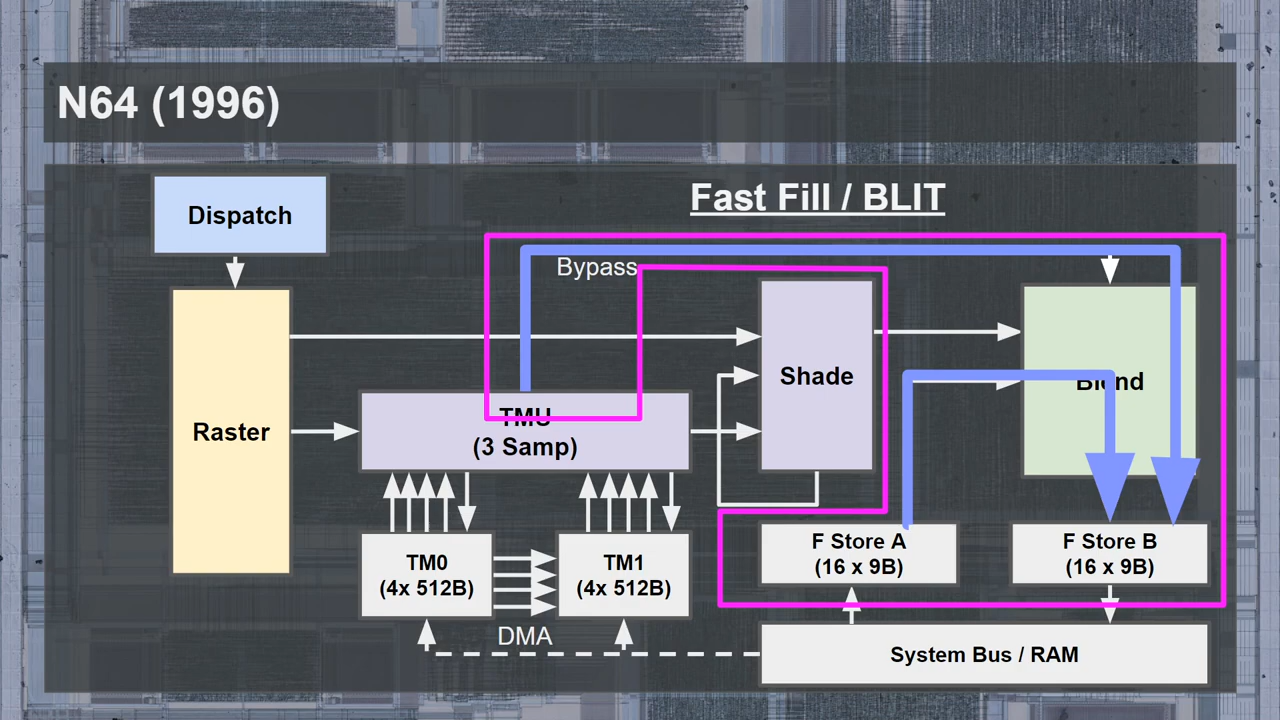 N64 (1996)
Dispatch
Fast Fill / BLIT
Bypass
Raster
TMU
(3 Samp)
Shade
Blend
TM0
(4x 512B)
TM1
(4x 512B)
F Store A
(16 x 9B)
F Store B
(16 x 9B)
DMA
System Bus / RAM